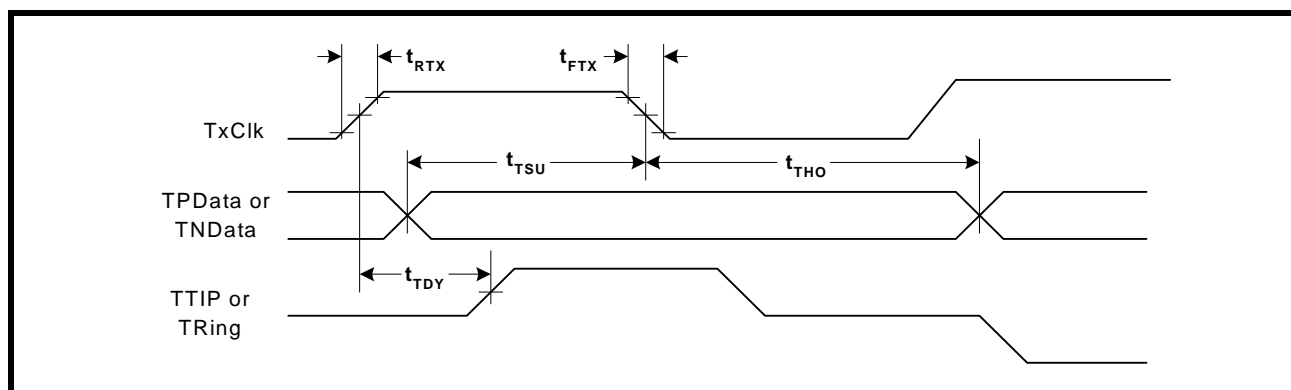 tRTX
tFTX
TxClk
tTSU
tTHO
TPData or
TNData
tTDY
TTIP or
TRing